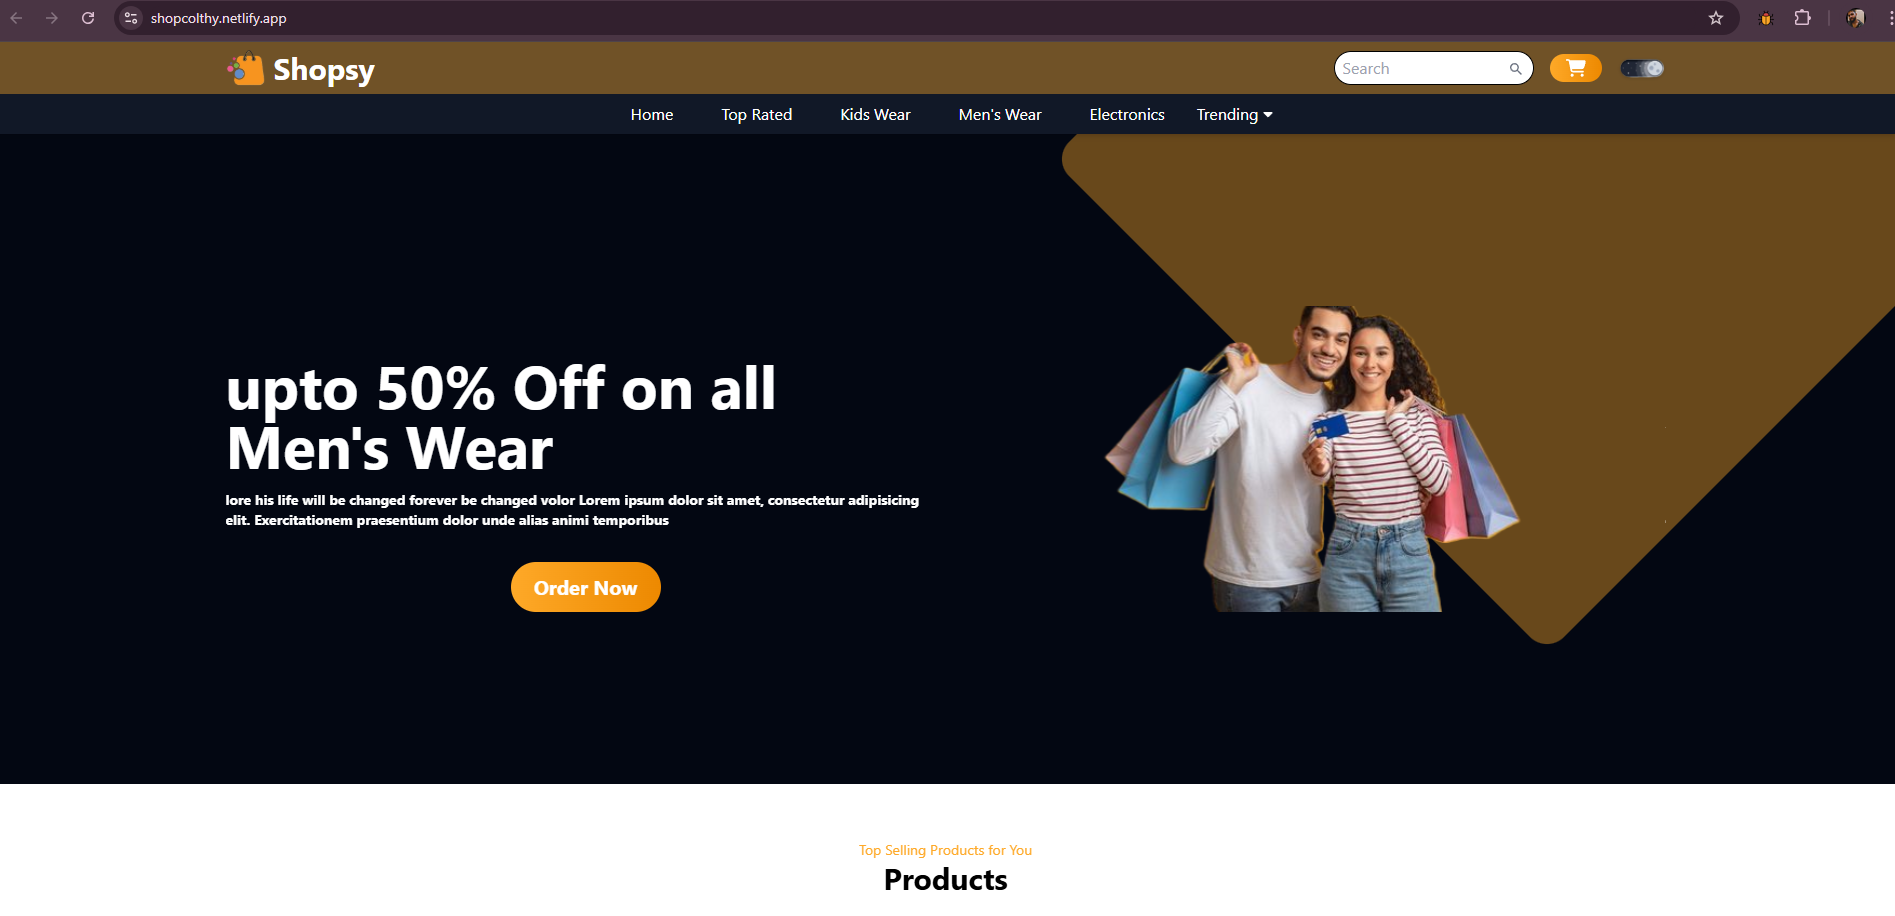 shopcolthy.netlify.app
Shopsy
Search
Home Top Rated Kids Wear Men's Wear Electronics Trending
upto 50% Off on all
Men's Wear
lore his life will be changed forever be changed volor Lorem ipsum dolor sit amet, consectetur adipisicing
elit. Exercitationem praesentium dolor unde alias animi temporibus
Order Now
Top Selling Products for You
Products